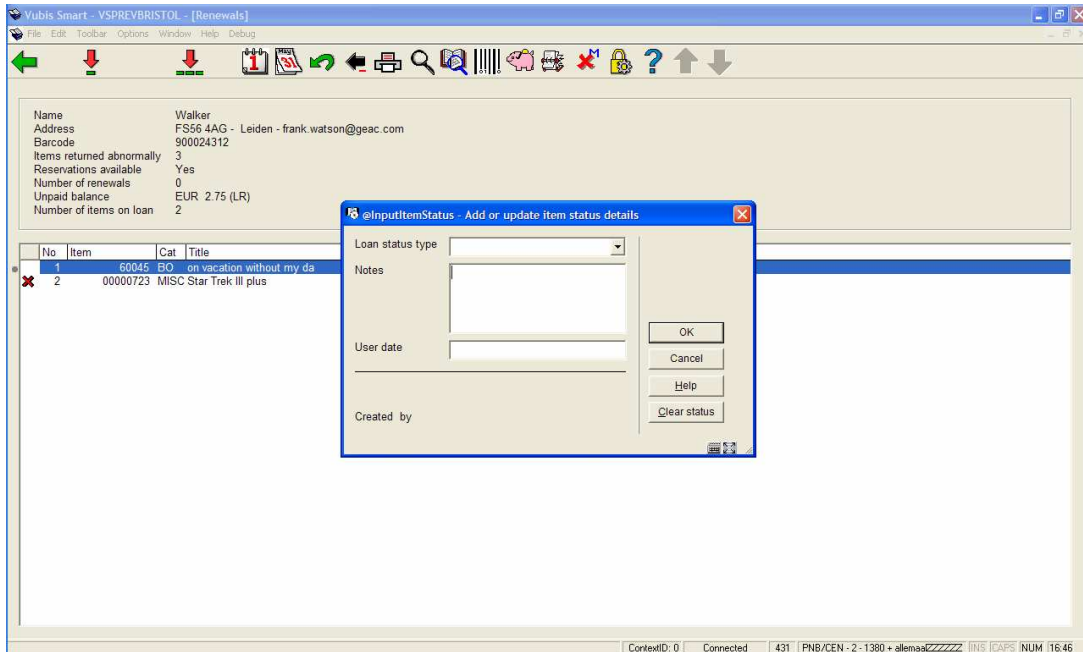 Vubis Smart - VSPREVBRISTOL - [Renewals]
File Edit Toolbar Options Window Help Debug
Name Walker
Address FS56 4AG - Leiden - frank.watson@geac.com
Barcode 900024312
Items returned abnormally 3
Reservations available Yes
Number of renewals 0
Unpaid balance EUR 2.75 (LR)
Number of items on loan 2
No Item Cat Title
1 60045 BO on vacation without my da
2 00000723 MISC Star Trek III plus
@InputItemStatus - Add or update item status details
Loan status type
Notes
User date
Created by
OK
Cancel
Help
Clear status
ContextID: 0 Connected 431 PNB/CEN - 2 - 1380 + allemaalZZZZZZ INS CAPS NUM 16:46